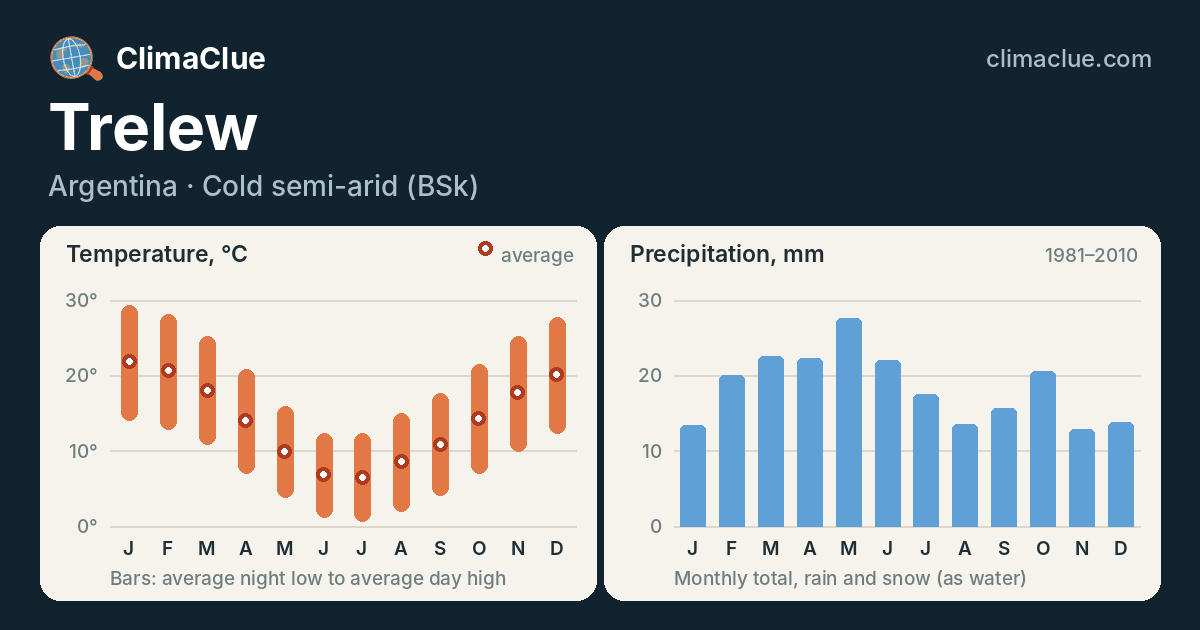 ClimaClue
climaclue.com
Trelew
Argentina · Cold semi-arid (BSk)
Temperature, °C
average
30°
20°
10°
0°
J F M A M J J A S O N D
Bars: average night low to average day high
Precipitation, mm
1981–2010
30
20
10
0
J F M A M J J A S O N D
Monthly total, rain and snow (as water)